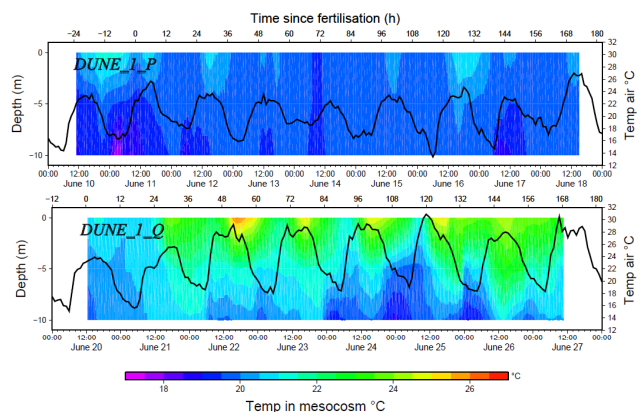 Time since fertilisation (h)
−24 −12 0 12 24 36 48 60 72 84 96 108 120 132 144 156 168 180
DUNE_1_P
Depth (m)
0
−5
−10
32
30
28
26
24
22
20
18
16
14
12
Temp air °C
00:00 12:00 00:00 12:00 00:00 12:00 00:00 12:00 00:00 12:00 00:00 12:00 00:00 12:00 00:00 12:00 00:00 12:00 00:00
June 10 June 11 June 12 June 13 June 14 June 15 June 16 June 17 June 18
−12 0 12 24 36 48 60 72 84 96 108 120 132 144 156 168 180
DUNE_1_Q
Depth (m)
0
−5
−10
32
30
28
26
24
22
20
18
16
14
12
Temp air °C
00:00 12:00 00:00 12:00 00:00 12:00 00:00 12:00 00:00 12:00 00:00 12:00 00:00 12:00 00:00 12:00 00:00
June 20 June 21 June 22 June 23 June 24 June 25 June 26 June 27
°C
18 20 22 24 26
Temp in mesocosm °C